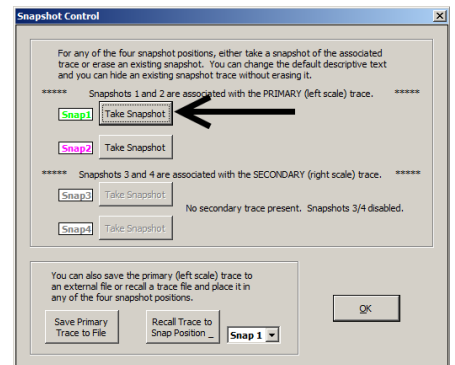 Snapshot Control
For any of the four snapshot positions, either take a snapshot of the associated
trace or erase an existing snapshot. You can change the default descriptive text
and you can hide an existing snapshot trace without erasing it.
***** Snapshots 1 and 2 are associated with the PRIMARY (left scale) trace. *****
Snap1 Take Snapshot
Snap2 Take Snapshot
***** Snapshots 3 and 4 are associated with the SECONDARY (right scale) trace. *****
Snap3 Take Snapshot
No secondary trace present. Snapshots 3/4 disabled.
Snap4 Take Snapshot
You can also save the primary (left scale) trace to
an external file or recall a trace file and place it in
any of the four snapshot positions.
Save Primary
Trace to File
Recall Trace to
Snap Position _
Snap 1
OK